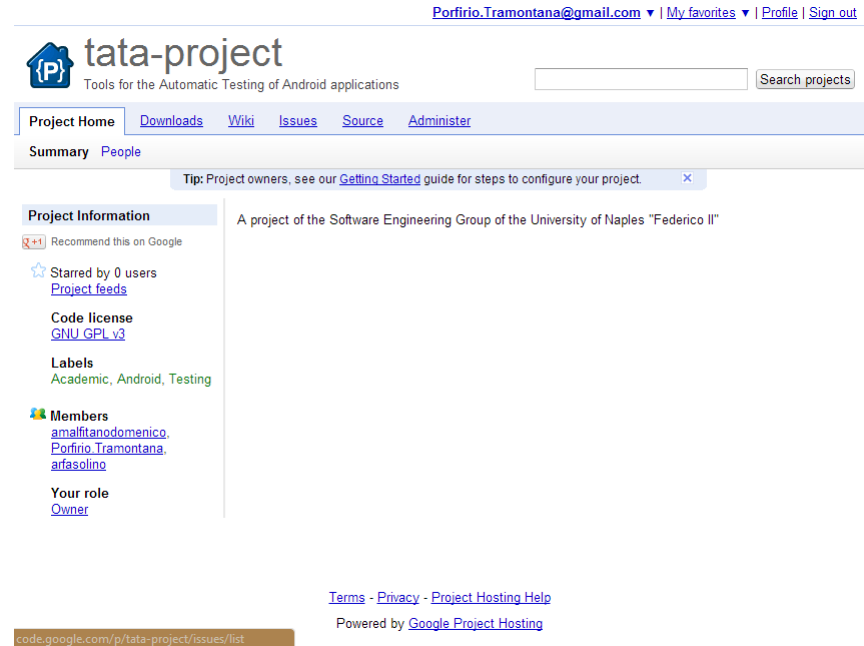 Porfirio.Tramontana@gmail.com ▼ | My favorites ▼ | Profile | Sign out
{P}
tata-project
Tools for the Automatic Testing of Android applications
Search projects
Project Home Downloads Wiki Issues Source Administer
Summary People
Tip: Project owners, see our Getting Started guide for steps to configure your project. x
Project Information
A project of the Software Engineering Group of the University of Naples "Federico II"
g +1 Recommend this on Google
Starred by 0 users
Project feeds
Code license
GNU GPL v3
Labels
Academic, Android, Testing
Members
amalfitanodomenico,
Porfirio.Tramontana,
arfasolino
Your role
Owner
Terms - Privacy - Project Hosting Help
Powered by Google Project Hosting
code.google.com/p/tata-project/issues/list